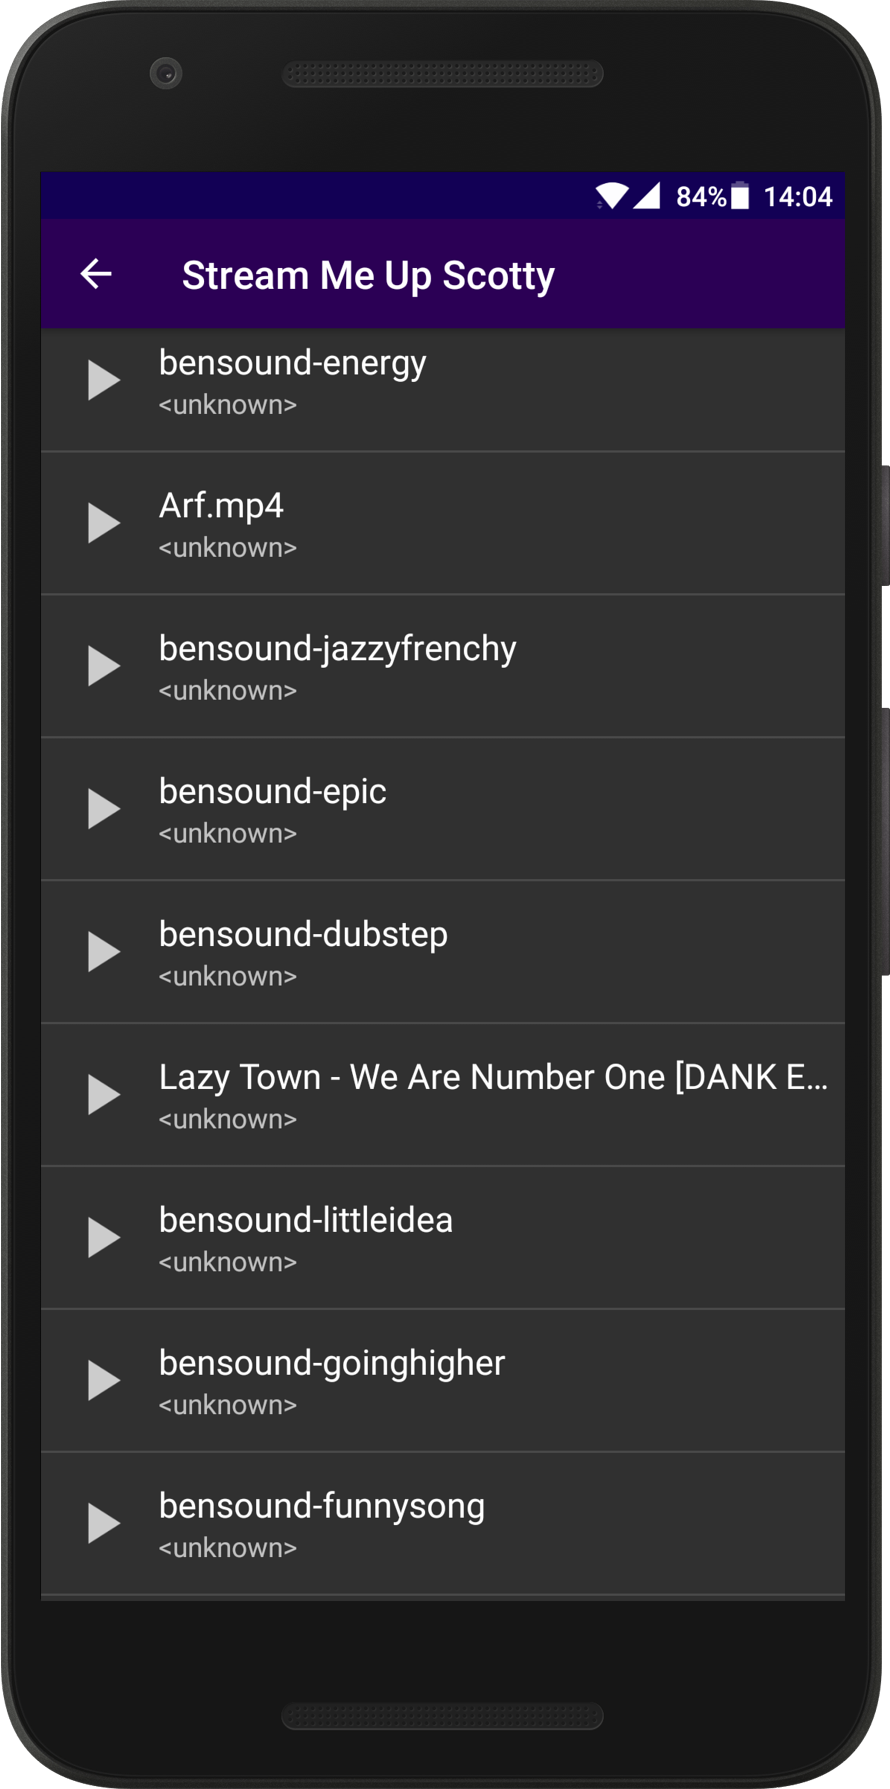 84% 14:04
Stream Me Up Scotty
bensound-energy
<unknown>
Arf.mp4
<unknown>
bensound-jazzyfrenchy
<unknown>
bensound-epic
<unknown>
bensound-dubstep
<unknown>
Lazy Town - We Are Number One [DANK E...
<unknown>
bensound-littleidea
<unknown>
bensound-goinghigher
<unknown>
bensound-funnysong
<unknown>